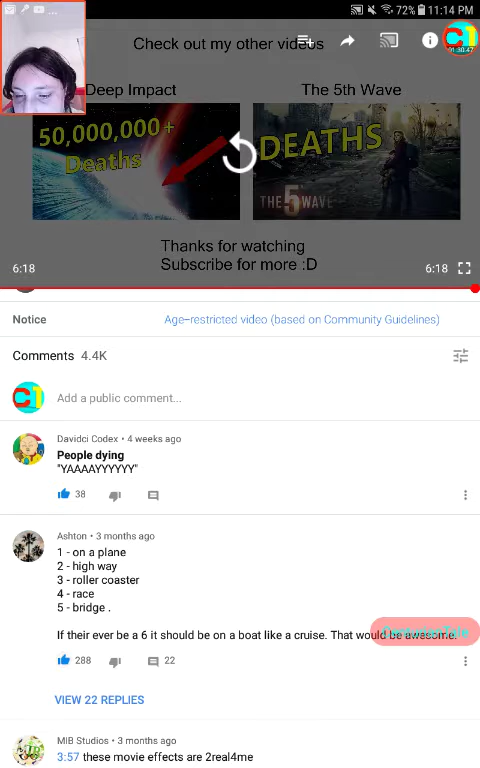 72% 11:14 PM
Check out my other videos
01:30:47
Deep Impact
The 5th Wave
50,000,000+
Deaths
DEATHS
THE 5 WAVE
Thanks for watching
Subscribe for more :D
6:18
6:18
Notice
Age-restricted video (based on Community Guidelines)
Comments 4.4K
Add a public comment...
Davidci Codex • 4 weeks ago
People dying
"YAAAAYYYYYY"
38
Ashton • 3 months ago
1 - on a plane
2 - high way
3 - roller coaster
4 - race
5 - bridge .
If their ever be a 6 it should be on a boat like a cruise. That would be awesome.
288
22
VIEW 22 REPLIES
MIB Studios • 3 months ago
3:57 these movie effects are 2real4me